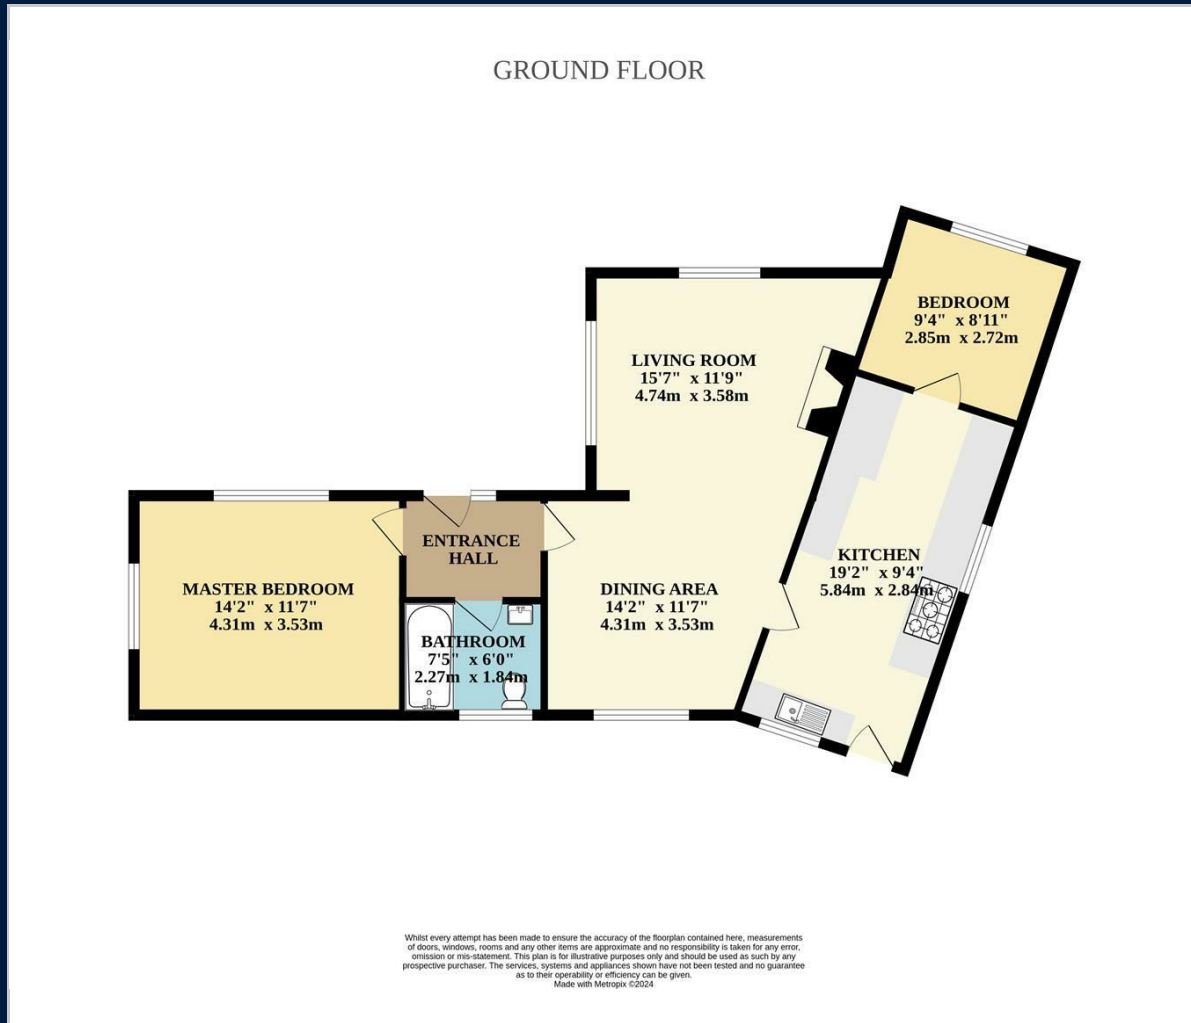 GROUND FLOOR
BEDROOM
9'4" x 8'11"
2.85m x 2.72m
LIVING ROOM
15'7" x 11'9"
4.74m x 3.58m
ENTRANCE
HALL
KITCHEN
19'2" x 9'4"
5.84m x 2.84m
MASTER BEDROOM
14'2" x 11'7"
4.31m x 3.53m
DINING AREA
14'2" x 11'7"
4.31m x 3.53m
BATHROOM
7'5" x 6'0"
2.27m x 1.84m
Whilst every attempt has been made to ensure the accuracy of the floorplan contained here, measurements
of doors, windows, rooms and any other items are approximate and no responsibility is taken for any error,
omission or mis-statement. This plan is for illustrative purposes only and should be used as such by any
prospective purchaser. The services, systems and appliances shown have not been tested and no guarantee
as to their operability or efficiency can be given.
Made with Metropix ©2024